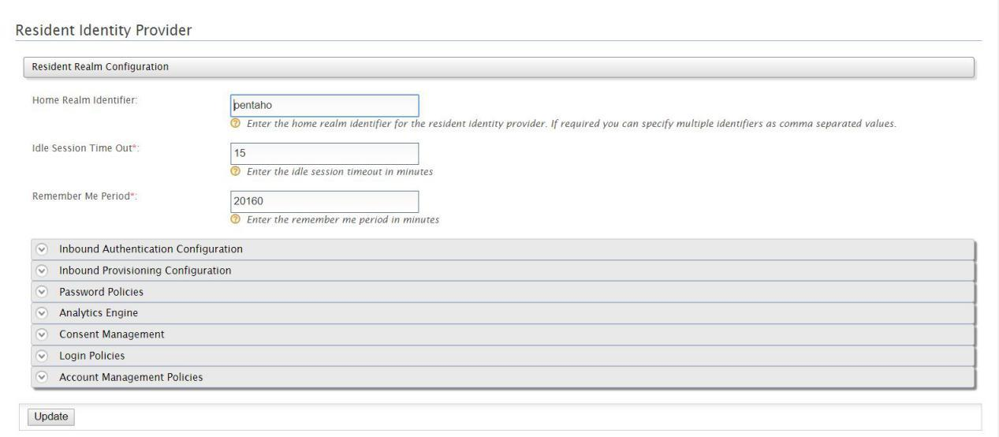 Resident Identity Provider
Resident Realm Configuration
Home Realm Identifier:
pentaho
Enter the home realm identifier for the resident identity provider. If required you can specify multiple identifiers as comma separated values.
Idle Session Time Out*:
15
Enter the idle session timeout in minutes
Remember Me Period*:
20160
Enter the remember me period in minutes
Inbound Authentication Configuration
Inbound Provisioning Configuration
Password Policies
Analytics Engine
Consent Management
Login Policies
Account Management Policies
Update